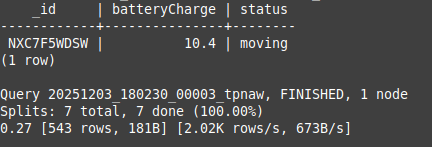 _id | batteryCharge | status
------------+---------------+--------
NXC7F5WDSW | 10.4 | moving
(1 row)
Query 20251203_180230_00003_tpnaw, FINISHED, 1 node
Splits: 7 total, 7 done (100.00%)
0.27 [543 rows, 181B] [2.02K rows/s, 673B/s]